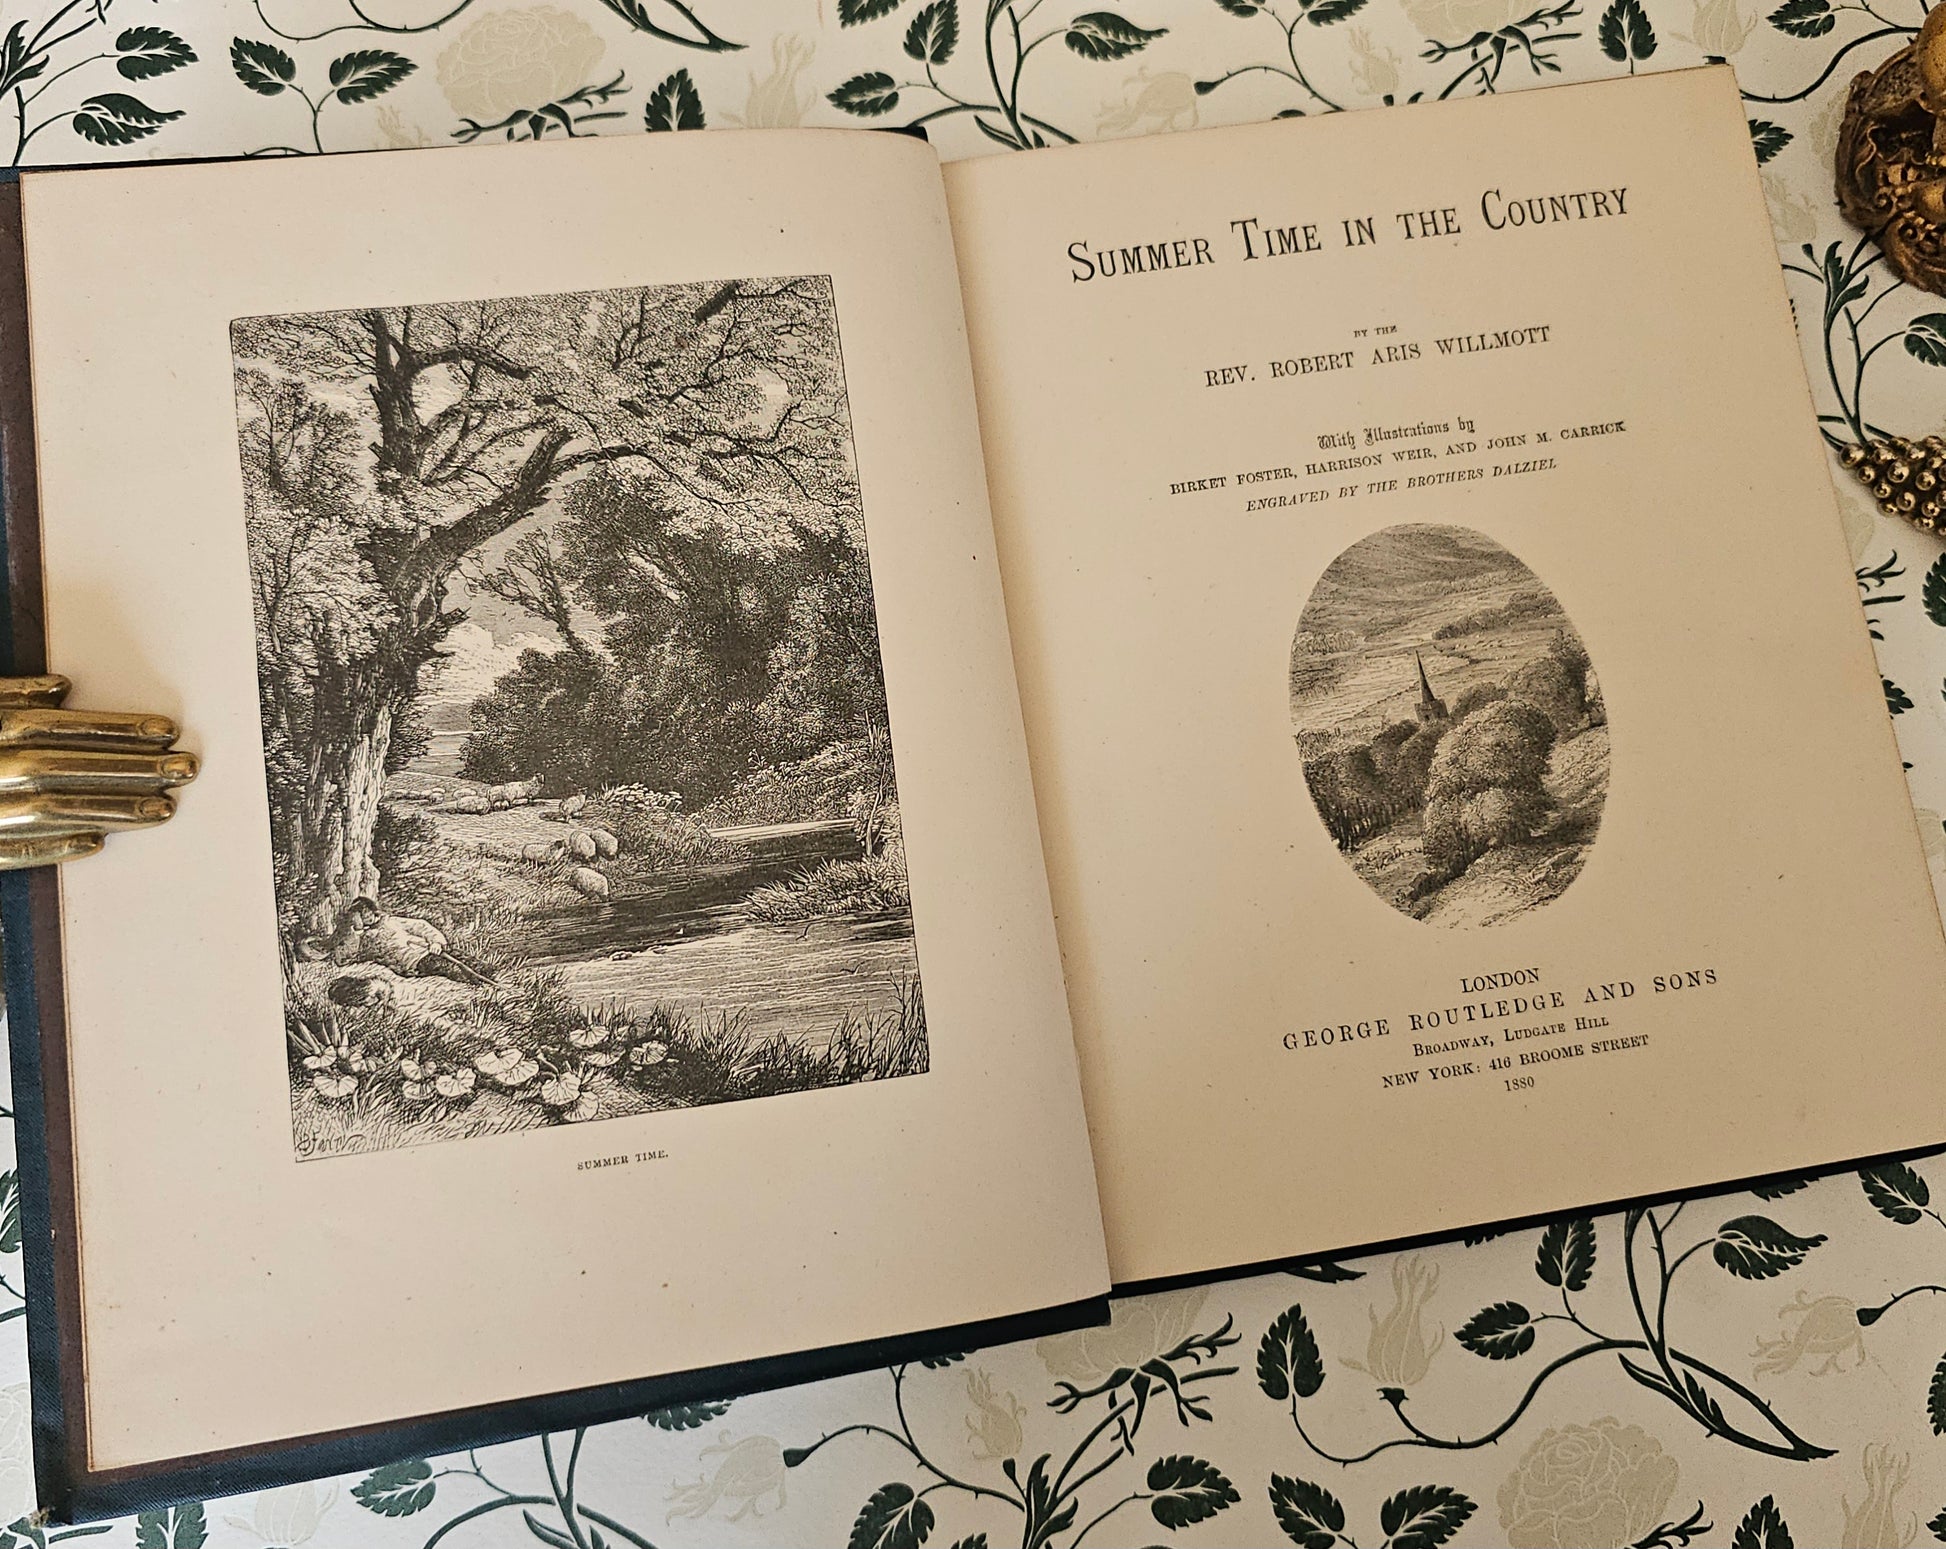 SUMMER TIME.
SUMMER TIME IN THE COUNTRY
BY THE
REV. ROBERT ARIS WILLMOTT
With Illustrations by
BIRKET FOSTER, HARRISON WEIR, AND JOHN M. CARRICK
ENGRAVED BY THE BROTHERS DALZIEL
LONDON
GEORGE ROUTLEDGE AND SONS
BROADWAY, LUDGATE HILL
NEW YORK: 416 BROOME STREET
1880